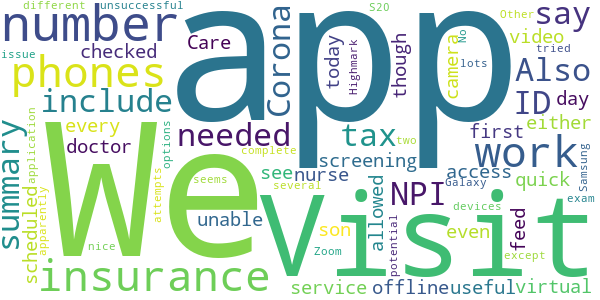 different unsuccessful S20 Other No
number app say
issue checked Care Corona today Highmark though camera video tried lots
phones Also
include ID day
summary every needed tax first either work Samsung
application doctor options We Visit
scheduled apparently complete see nurse screening access quick
attempts seems two Galaxy exam
unable several allowed NPI even
nice son potential feed devices
insurance Zoom service offline useful except virtual